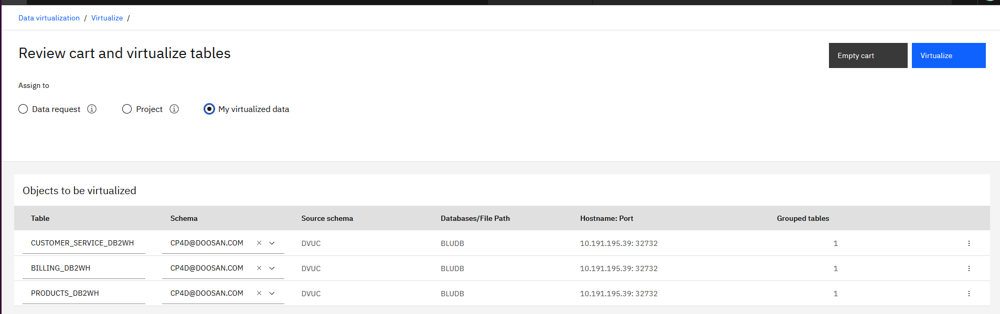 Data virtualization / Virtualize /
Review cart and virtualize tables
Empty cart
Virtualize
Assign to
Data request
Project
My virtualized data
Objects to be virtualized
Table Schema Source schema Databases/File Path Hostname: Port Grouped tables
CUSTOMER_SERVICE_DB2WH CP4D@DOOSAN.COM DVUC BLUDB 10.191.195.39: 32732 1
BILLING_DB2WH CP4D@DOOSAN.COM DVUC BLUDB 10.191.195.39: 32732 1
PRODUCTS_DB2WH CP4D@DOOSAN.COM DVUC BLUDB 10.191.195.39: 32732 1